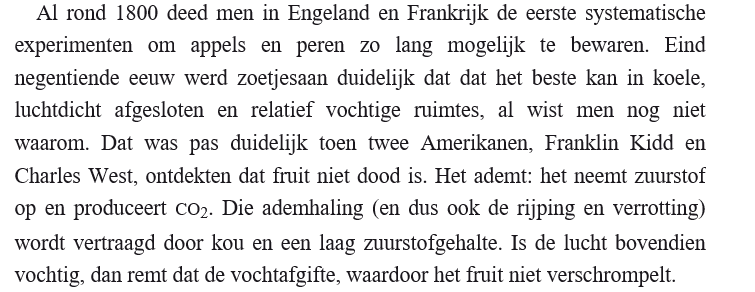 Al rond 1800 deed men in Engeland en Frankrijk de eerste systematische
experimenten om appels en peren zo lang mogelijk te bewaren. Eind
negentiende eeuw werd zoetjesaan duidelijk dat dat het beste kan in koele,
luchtdicht afgesloten en relatief vochtige ruimtes, al wist men nog niet
waarom. Dat was pas duidelijk toen twee Amerikanen, Franklin Kidd en
Charles West, ontdekten dat fruit niet dood is. Het ademt: het neemt zuurstof
op en produceert CO₂. Die ademhaling (en dus ook de rijping en verrotting)
wordt vertraagd door kou en een laag zuurstofgehalte. Is de lucht bovendien
vochtig, dan remt dat de vochtafgifte, waardoor het fruit niet verschrompelt.